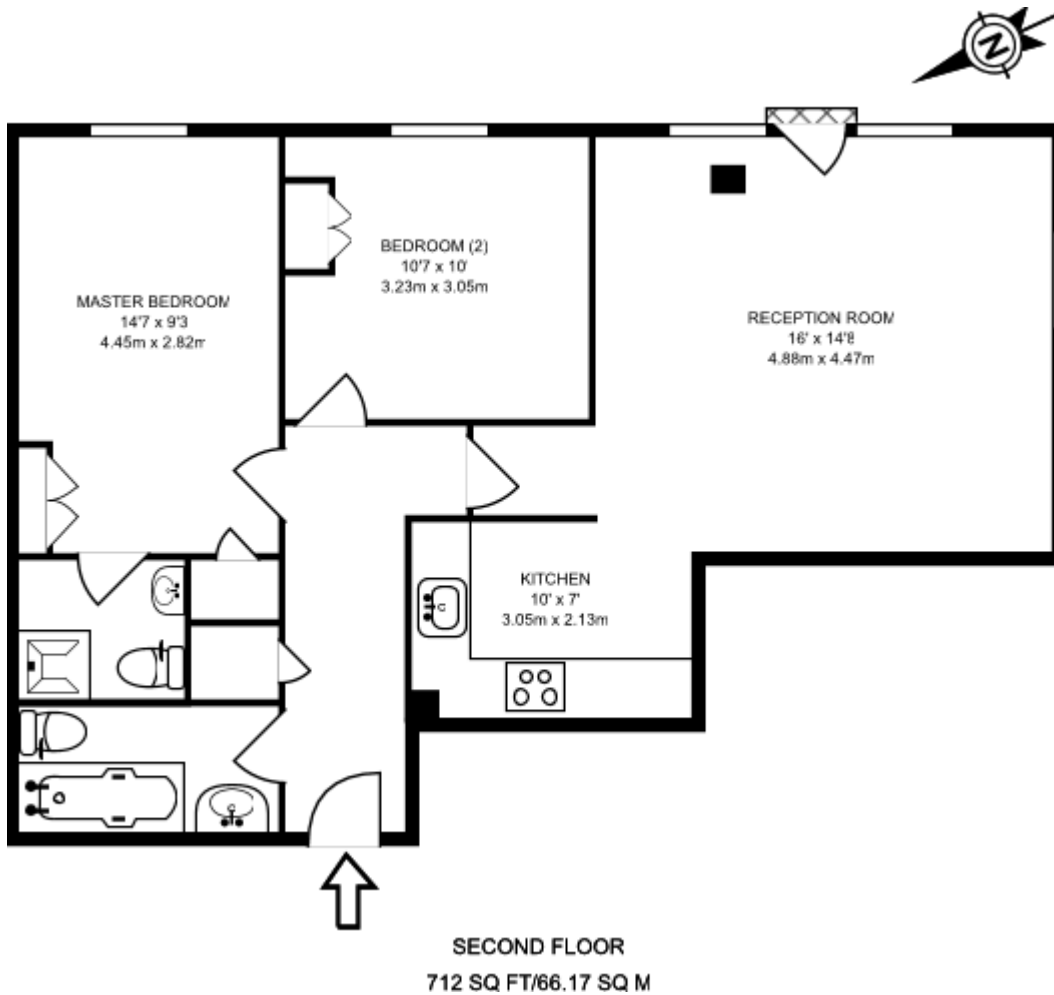 N
BEDROOM (2)
10'7 x 10'
3.23m x 3.05m
MASTER BEDROOM
14'7 x 9'3
4.45m x 2.82m
RECEPTION ROOM
16' x 14'8
4.88m x 4.47m
KITCHEN
10' x 7'
3.05m x 2.13m
SECOND FLOOR
712 SQ FT/66.17 SQ M